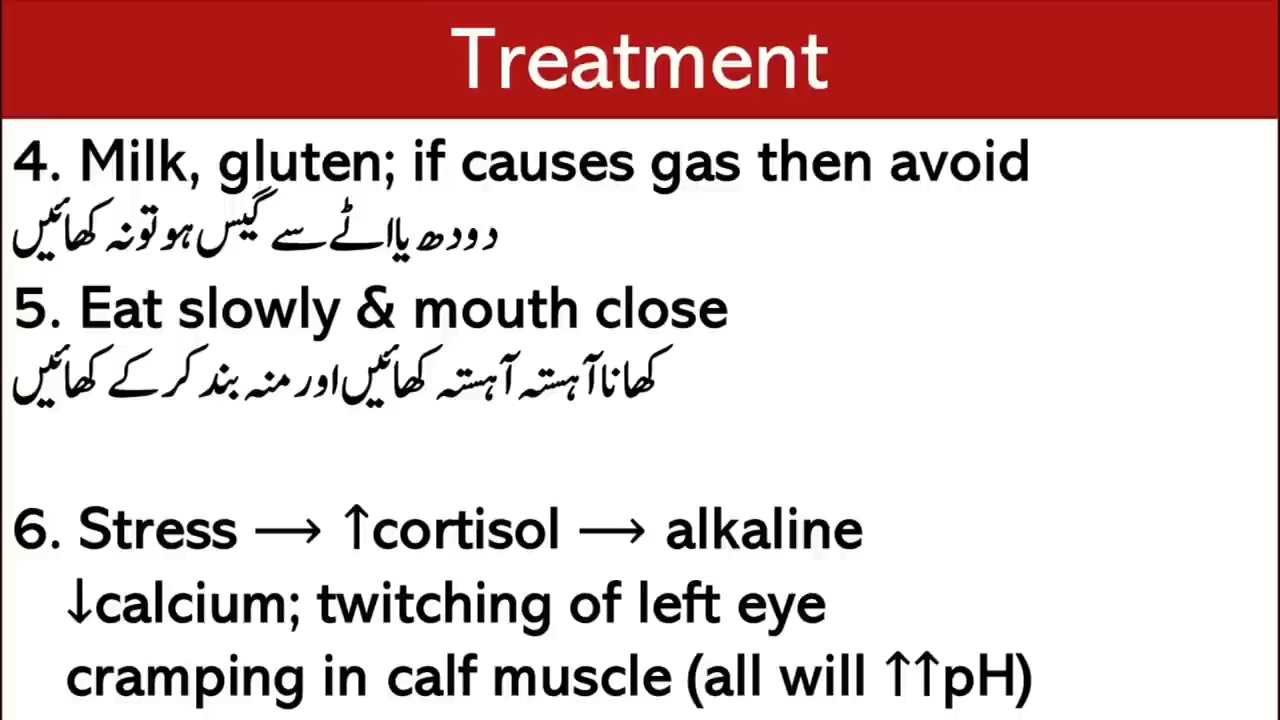 Treatment
4. Milk, gluten; if causes gas then avoid
دودھ یا اٹے سے گیس ہو تو نہ کھائیں
5. Eat slowly & mouth close
کھانا آہستہ آہستہ کھائیں اور منہ بند کر کے کھائیں
6. Stress ⟶ ↑cortisol ⟶ alkaline
↓calcium; twitching of left eye
cramping in calf muscle (all will ↑↑pH)